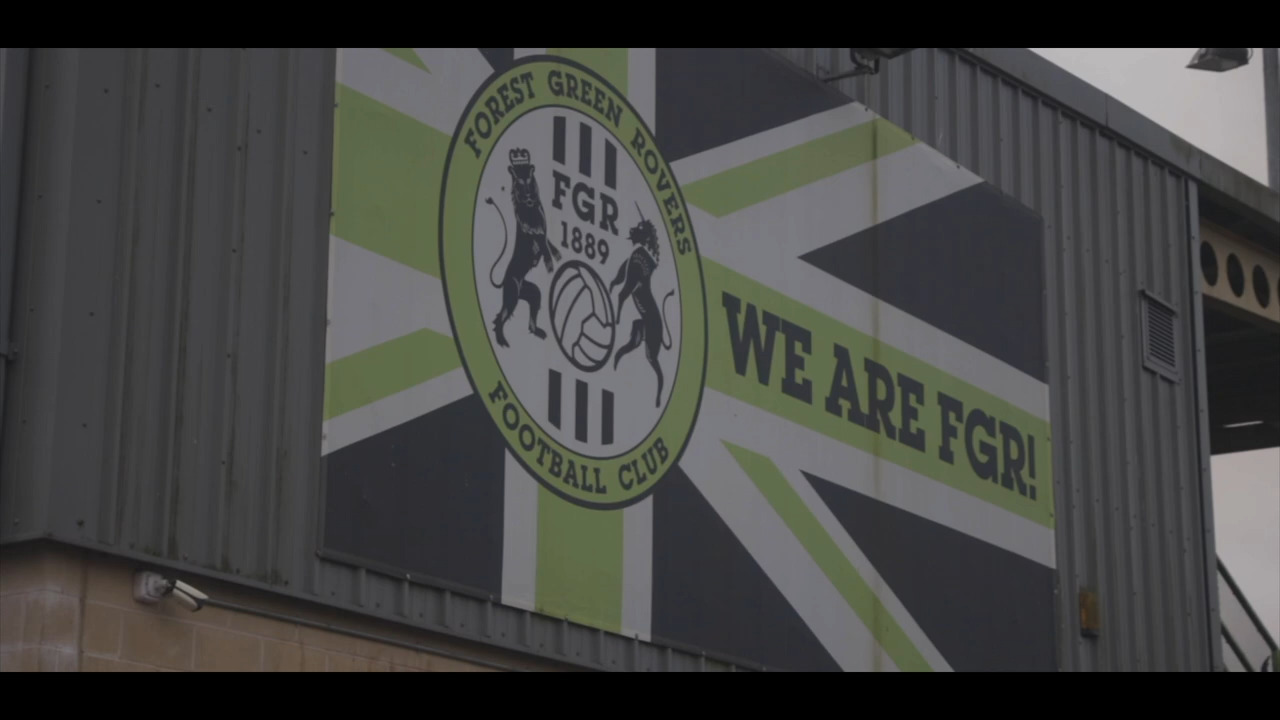 FOREST GREEN ROVERS
FGR
1889
FOOTBALL CLUB
WE ARE FGR!